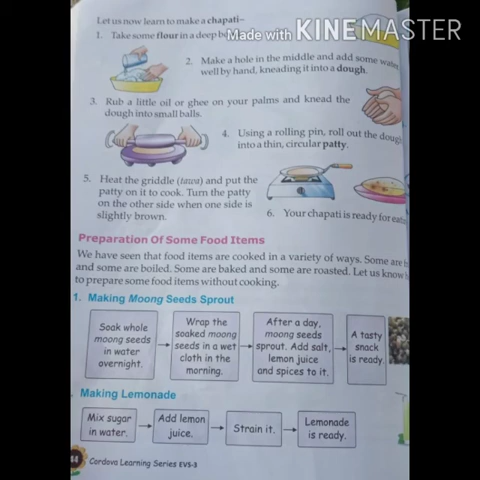 Let us now learn to make a chapati–
1. Take some flour in a deep
Made with KINEMASTER
2. Make a hole in the middle and add some water
well by hand, kneading it into a dough.
3. Rub a little oil or ghee on your palms and knead the
dough into small balls.
4. Using a rolling pin, roll out the dough
into a thin, circular patty.
5. Heat the griddle (tawa) and put the
patty on it to cook. Turn the patty
on the other side when one side is
slightly brown.
6. Your chapati is ready for
Preparation Of Some Food Items
We have seen that food items are cooked in a variety of ways. Some are
and some are boiled. Some are baked and some are roasted. Let us know
to prepare some food items without cooking.
1. Making Moong Seeds Sprout
Soak whole
moong seeds
in water
overnight.
Wrap the
soaked moong
seeds in a wet
cloth in the
morning.
After a day,
moong seeds
sprout. Add salt,
lemon juice
and spices to it.
A tasty
snack
is ready.
Making Lemonade
Mix sugar
in water.
Add lemon
juice.
Strain it.
Lemonade
is ready.
Cordova Learning Series EVS-3